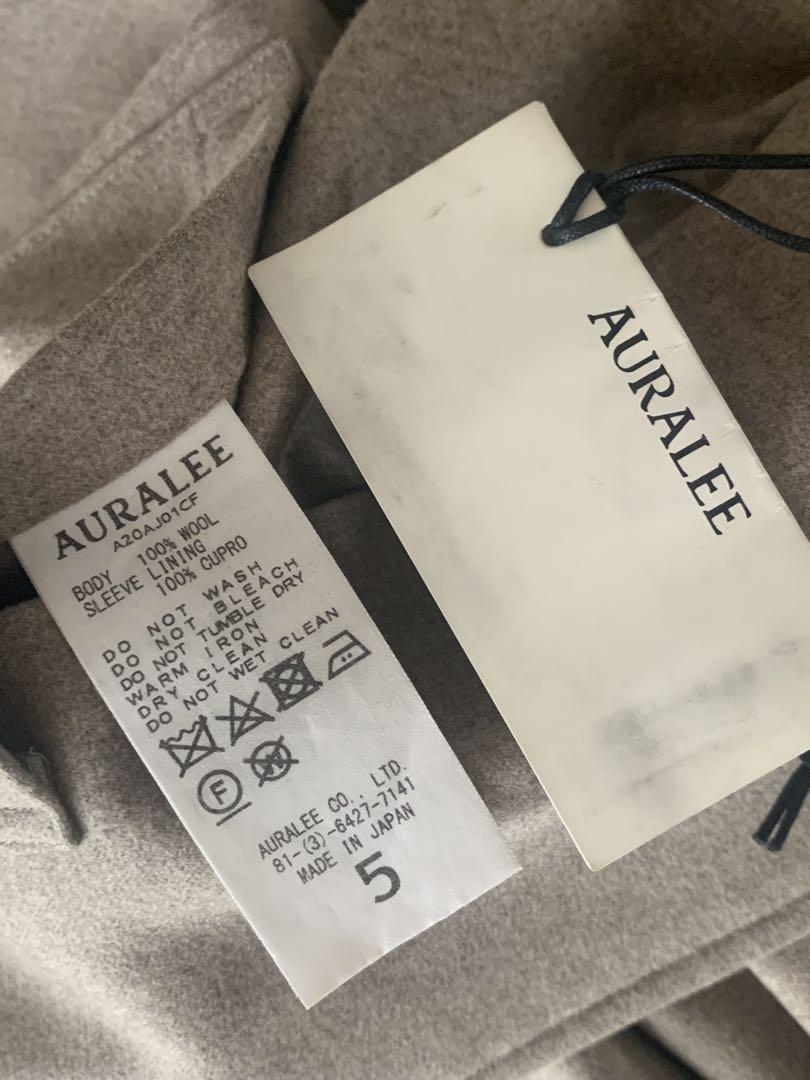 AURALEE
A20AJ01CF
BODY 100% WOOL
SLEEVE LINING
100% CUPRO
DO NOT WASH
DO NOT BLEACH
DO NOT TUMBLE DRY
WARM IRON
DRY CLEAN
DO NOT WET CLEAN
F
W
AURALEE CO., LTD.
81-(3)-6427-7141
MADE IN JAPAN
5
AURALEE